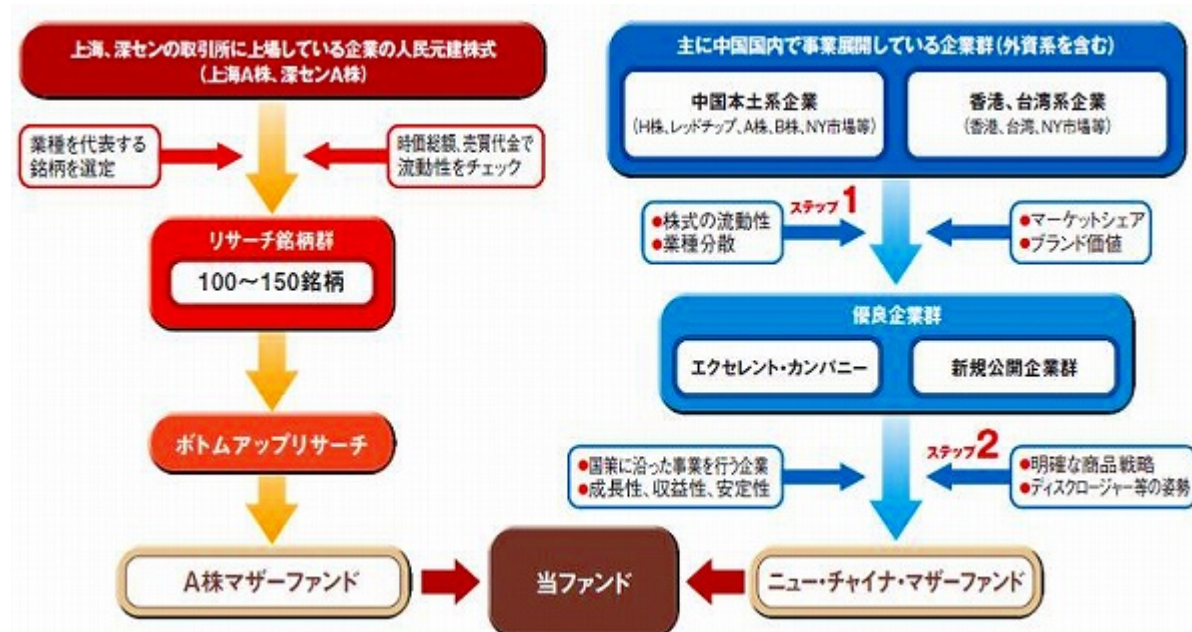 上海、深センの取引所に上場している企業の人民元建株式
(上海A株、深センA株)
業種を代表する
銘柄を選定
時価総額、売買代金で
流動性をチェック
リサーチ銘柄群
100～150銘柄
ボトムアップリサーチ
A株マザーファンド
主に中国国内で事業展開している企業群(外資系を含む)
中国本土系企業
(H株、レッドチップ、A株、B株、NY市場等)
香港、台湾系企業
(香港、台湾、NY市場等)
ステップ1
●株式の流動性
●業種分散
●マーケットシェア
●ブランド価値
優良企業群
エクセレント・カンパニー
新規公開企業群
ステップ2
●国策に沿った事業を行う企業
●成長性、収益性、安定性
●明確な商品戦略
●ディスクロージャー等の姿勢
当ファンド
ニュー・チャイナ・マザーファンド